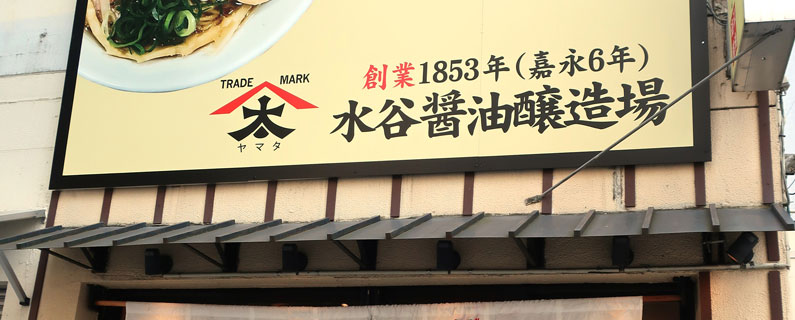 創業1853年(嘉永6年)
TRADE MARK
太
ヤマタ
水谷醤油醸造場